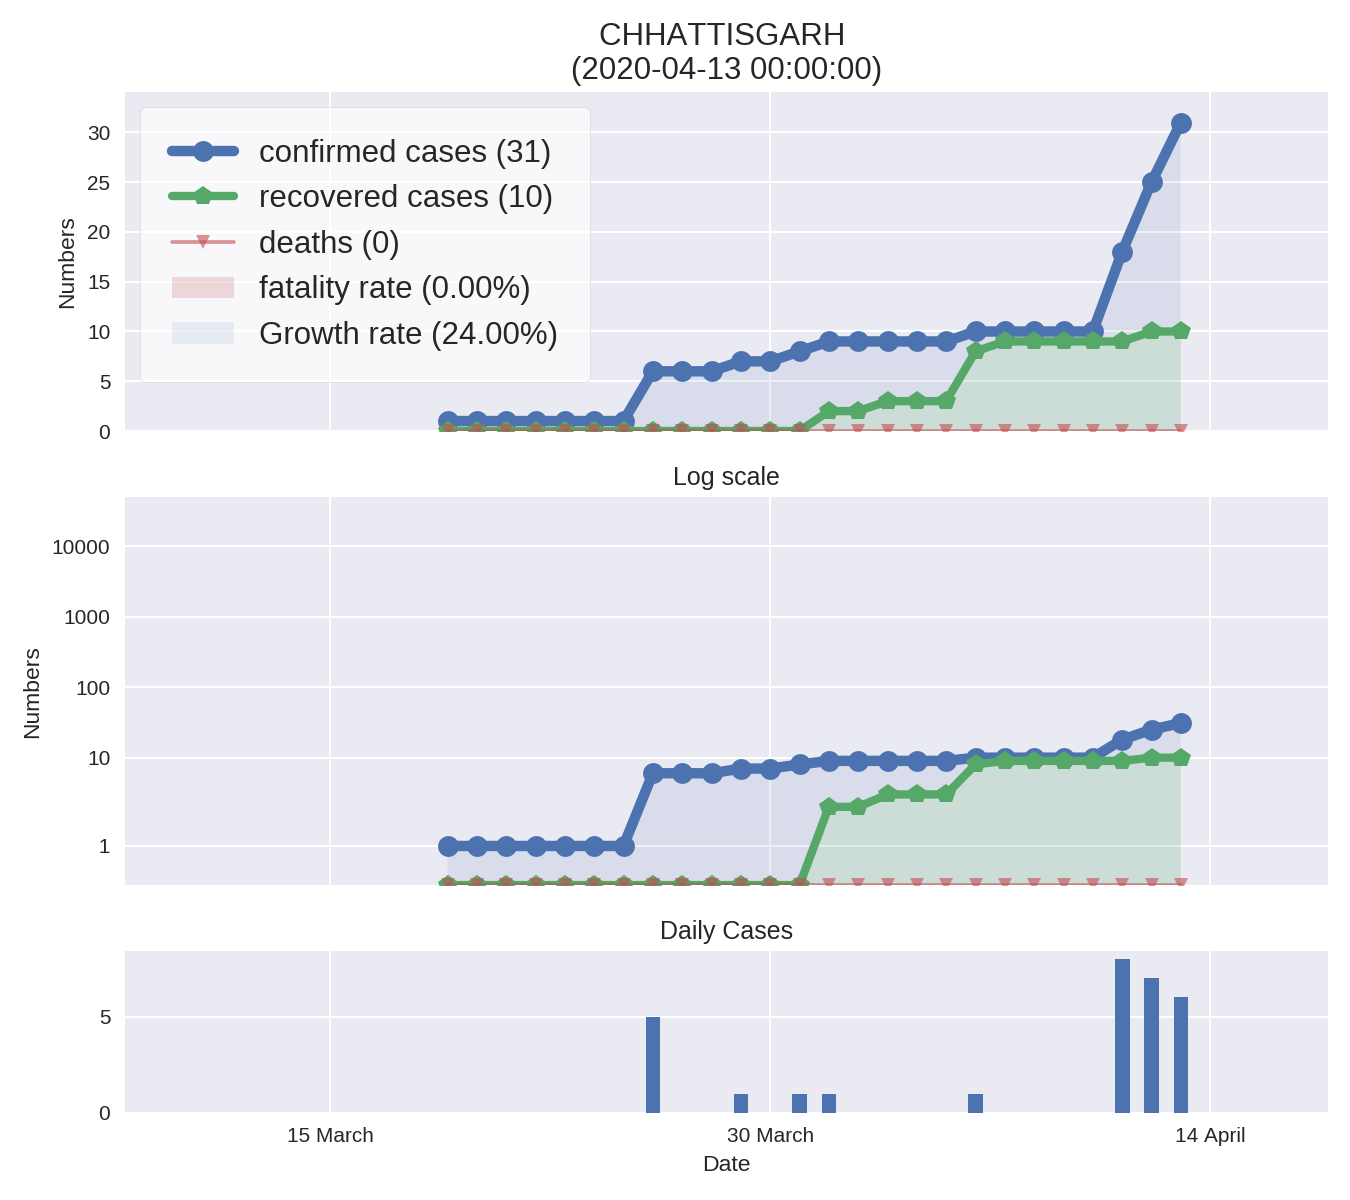 CHHATTISGARH
(2020-04-13 00:00:00)
30
25
20
15
10
5
0
Numbers
confirmed cases (31)
recovered cases (10)
deaths (0)
fatality rate (0.00%)
Growth rate (24.00%)
Log scale
10000
1000
100
10
1
Numbers
Daily Cases
5
0
15 March
30 March
14 April
Date